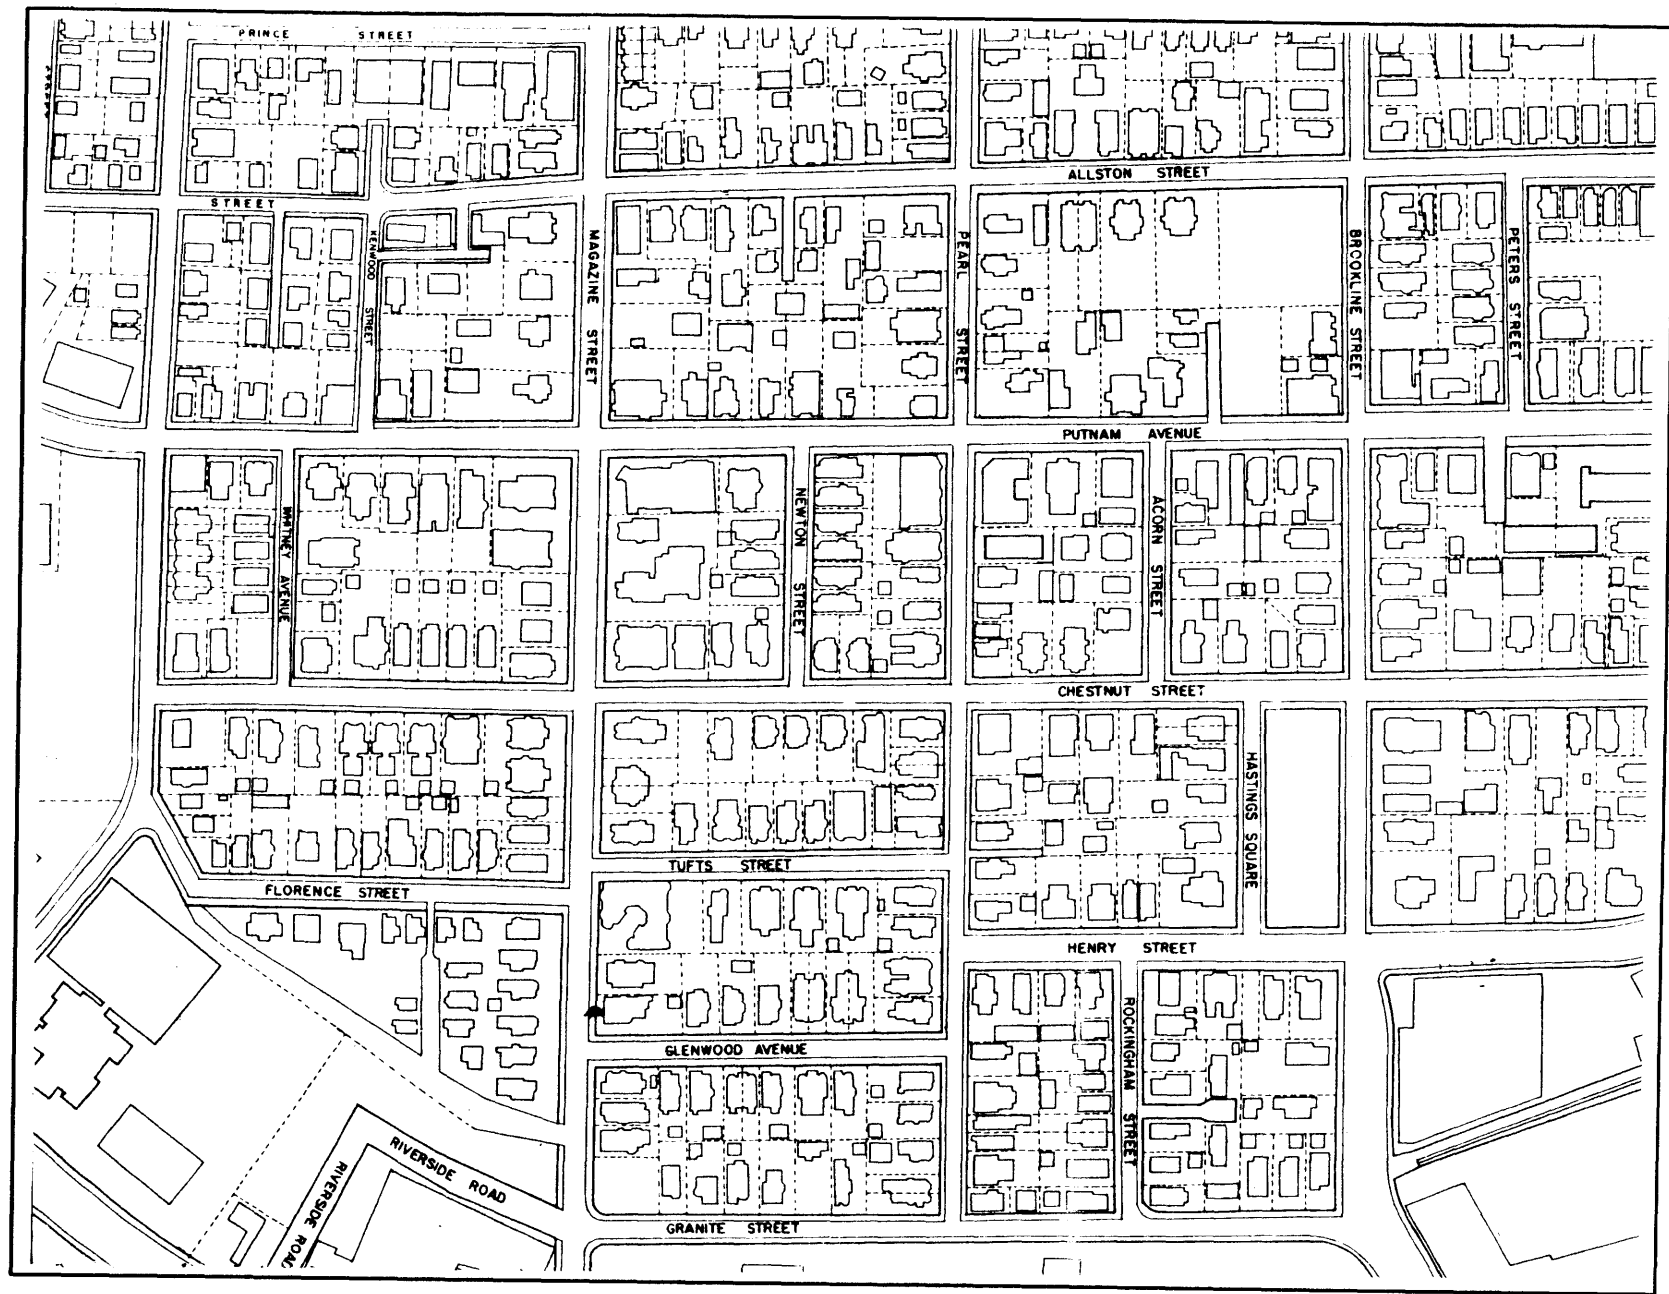 PRINCE STREET
ALLSTON STREET
STREET
KENWOOD STREET
MAGAZINE STREET
PEARL STREET
BROOKLINE STREET
PETERS STREET
PUTNAM AVENUE
WHITNEY AVENUE
NEWTON STREET
ACORN STREET
CHESTNUT STREET
HASTINGS SQUARE
TUFTS STREET
FLORENCE STREET
HENRY STREET
ROCKINGHAM STREET
GLENWOOD AVENUE
RIVERSIDE ROAD
RIVERSIDE ROAD
GRANITE STREET